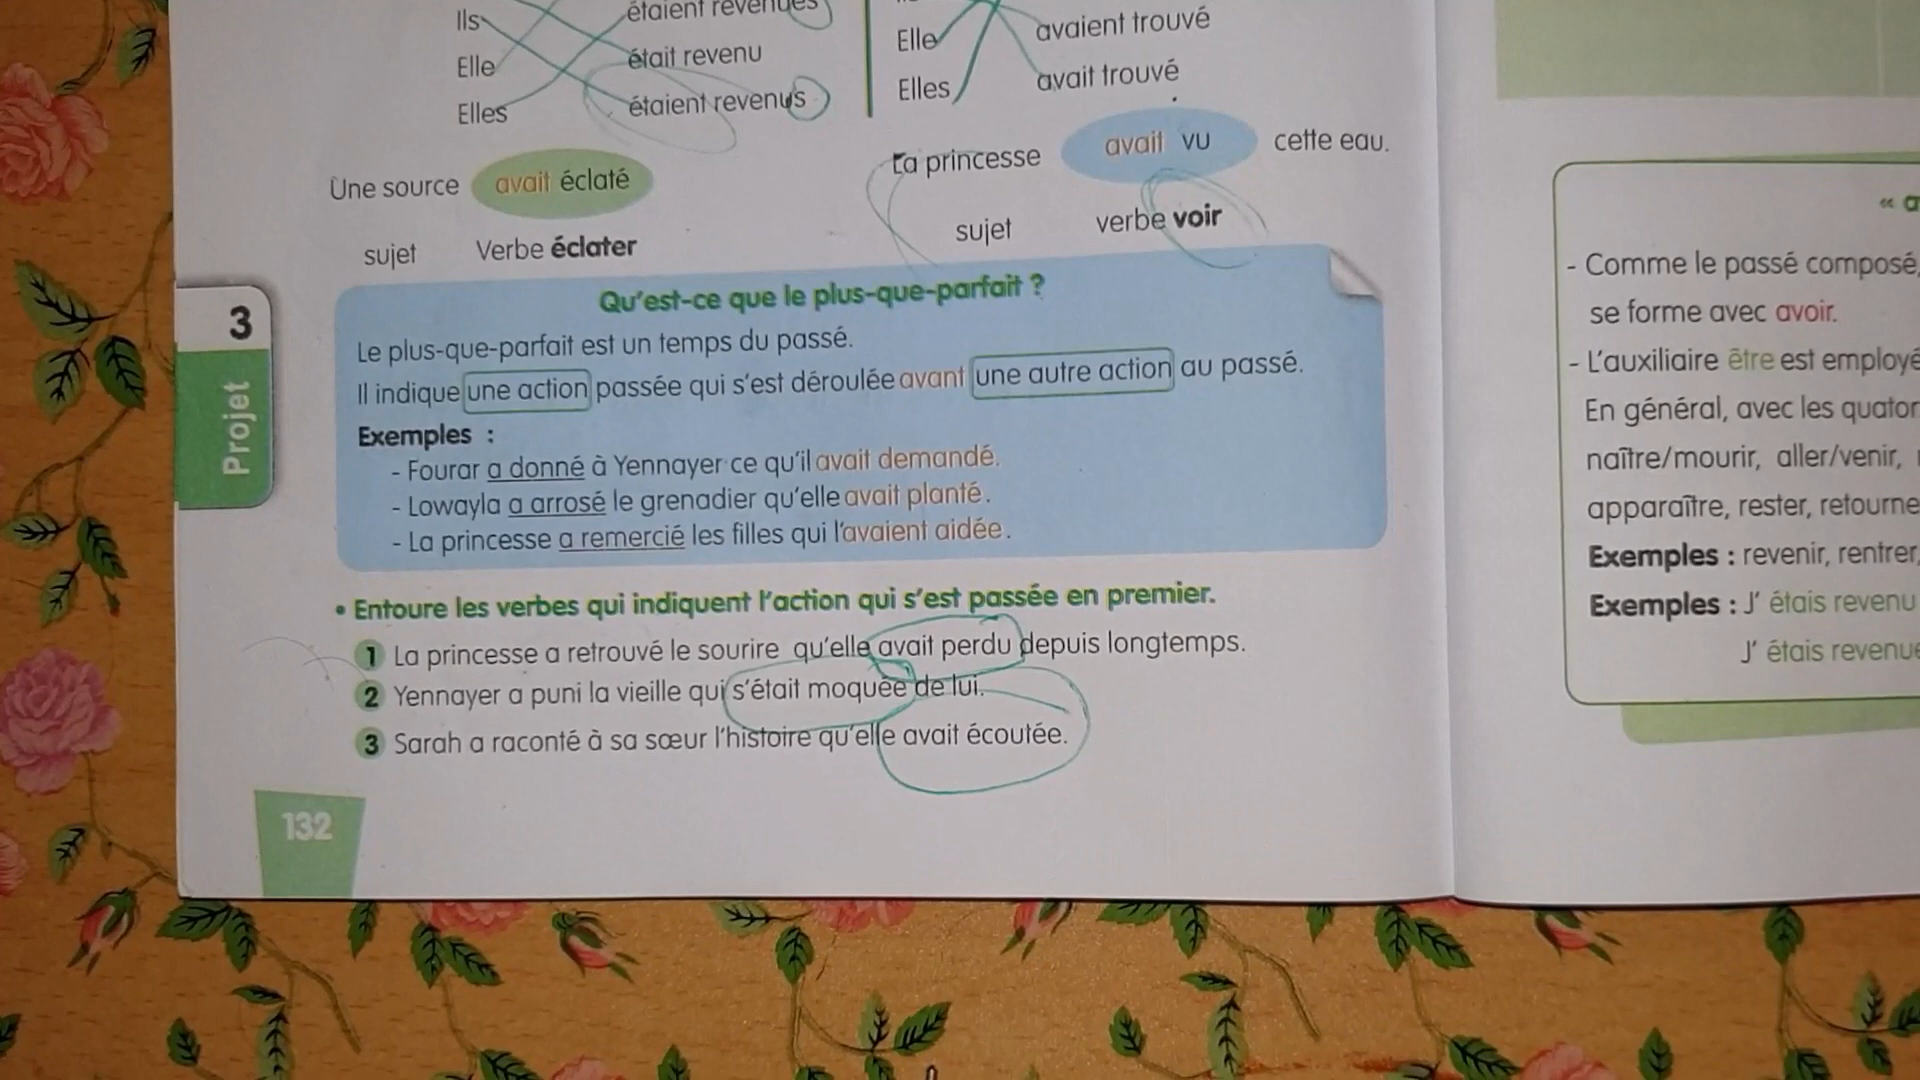 étaient revenues
Ils
était revenu
Elle
étaient revenus
Elles
avaient trouvé
Elle
avait trouvé
Elles
Une source avait éclaté
sujet Verbe éclater
La princesse avait vu cette eau.
sujet verbe voir
Qu'est-ce que le plus-que-parfait ?
Le plus-que-parfait est un temps du passé.
Il indique une action passée qui s'est déroulée avant une autre action au passé.
Exemples :
- Fourar a donné à Yennayer ce qu'il avait demandé.
- Lowayla a arrosé le grenadier qu'elle avait planté.
- La princesse a remercié les filles qui l'avaient aidée.
• Entoure les verbes qui indiquent l'action qui s'est passée en premier.
1 La princesse a retrouvé le sourire qu'elle avait perdu depuis longtemps.
2 Yennayer a puni la vieille qui s'était moquée de lui.
3 Sarah a raconté à sa sœur l'histoire qu'elle avait écoutée.
3
Projet
132
« a
- Comme le passé composé,
se forme avec avoir.
- L'auxiliaire être est employé
En général, avec les quator
naître/mourir, aller/venir,
apparaître, rester, retourne
Exemples : revenir, rentrer,
Exemples : J' étais revenu
J' étais revenue